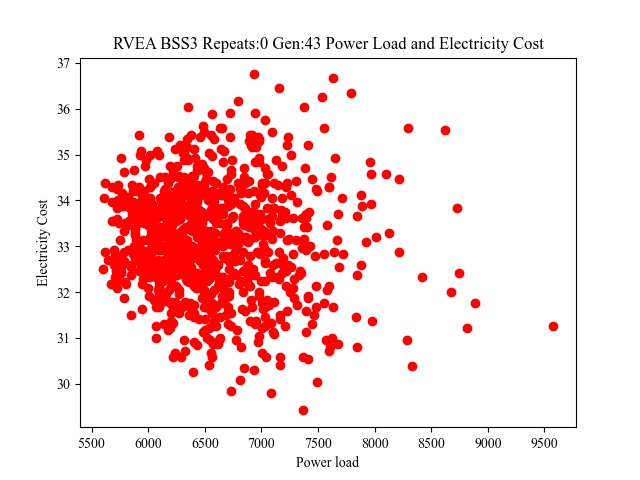 RVEA BSS3 Repeats:0 Gen:43 Power Load and Electricity Cost
37
36
35
34
33
32
31
30
Electricity Cost
5500 6000 6500 7000 7500 8000 8500 9000 9500
Power load